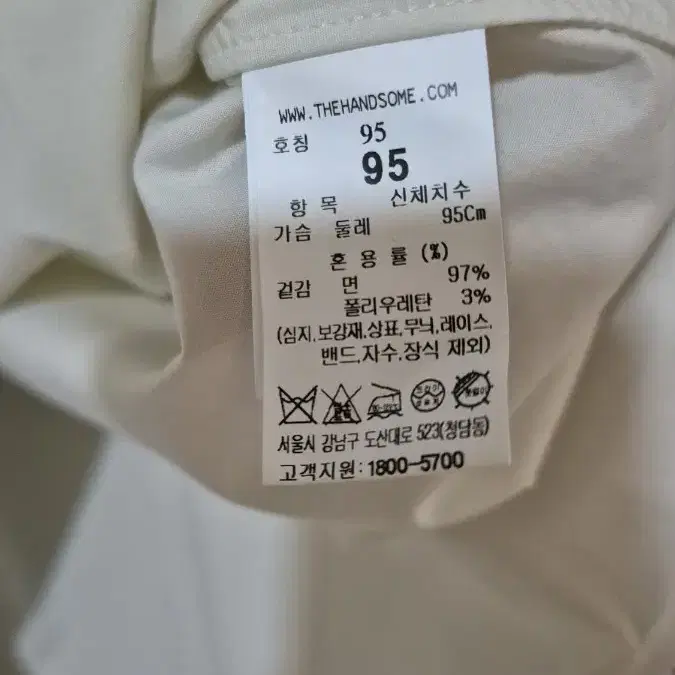 WWW.THEHANDSOME.COM
호칭 95
95
항 목 신체치수
가슴 둘레 95Cm
혼 용 률 (%)
겉감 면 97%
폴리우레탄 3%
(심지,보강재,상표,무늬,레이스,
밴드,자수,장식 제외)
서울시 강남구 도산대로 523(청담동)
고객지원:1800-5700